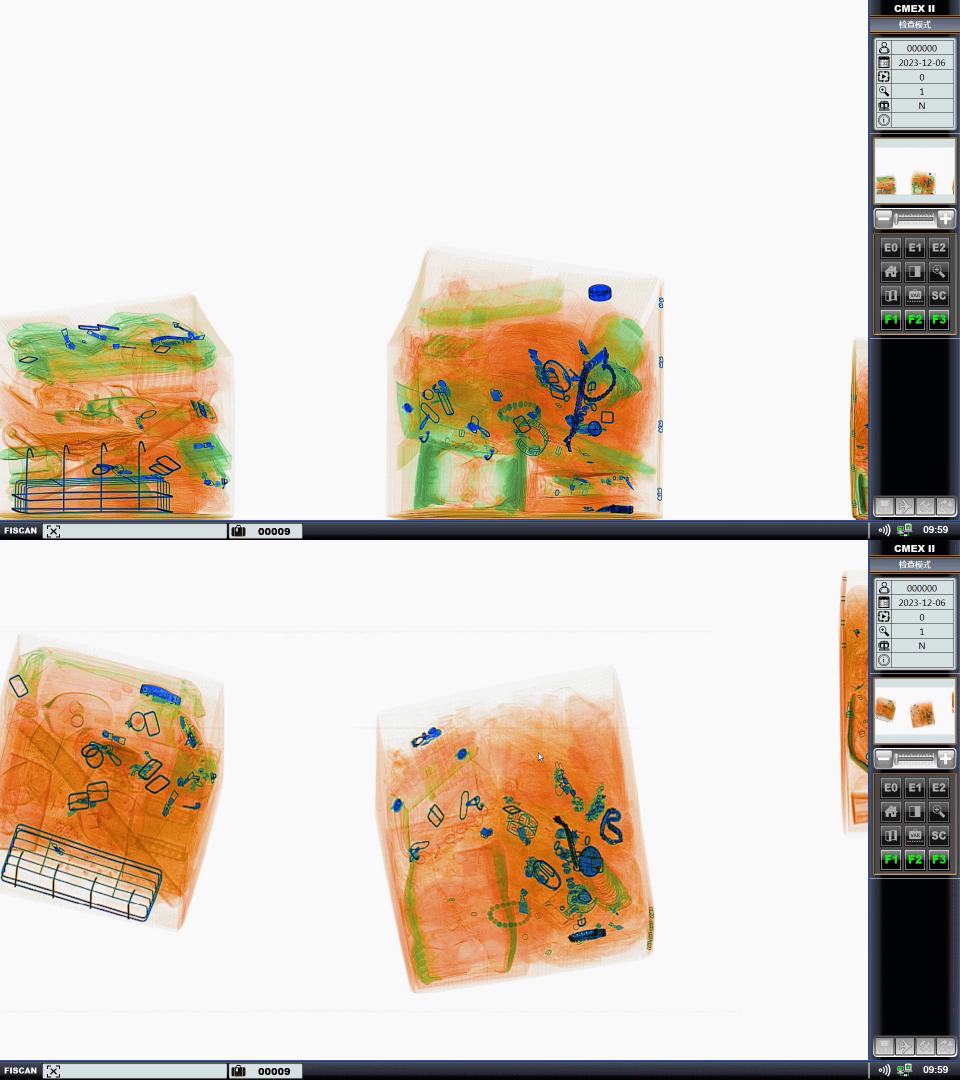 CMEX II
检查模式
000000
2023-12-06
0
1
N
E0 E1 E2
VAR SC
F1 F2 F3
FISCAN 00009 09:59
CMEX II
检查模式
000000
2023-12-06
0
1
N
E0 E1 E2
VAR SC
F1 F2 F3
FISCAN 00009 09:59